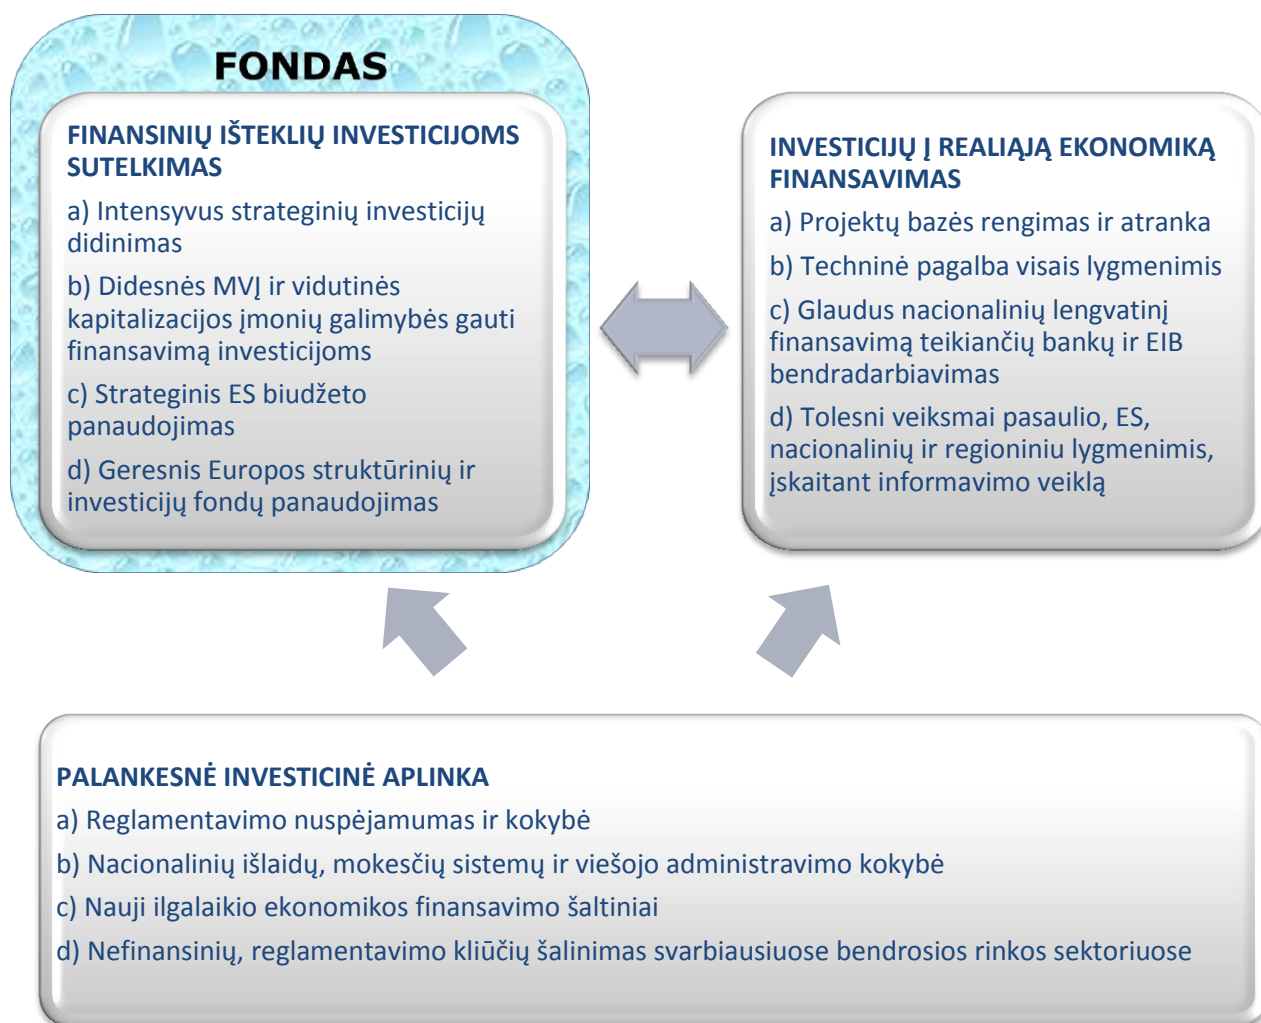 FONDAS
FINANSINIŲ IŠTEKLIŲ INVESTICIJOMS
SUTELKIMAS
a) Intensyvus strateginių investicijų
didinimas
b) Didesnės MVĮ ir vidutinės
kapitalizacijos įmonių galimybės gauti
finansavimą investicijoms
c) Strateginis ES biudžeto
panaudojimas
d) Geresnis Europos struktūrinių ir
investicijų fondų panaudojimas
INVESTICIJŲ Į REALIĄJĄ EKONOMIKĄ
FINANSAVIMAS
a) Projektų bazės rengimas ir atranka
b) Techninė pagalba visais lygmenimis
c) Glaudus nacionalinių lengvatinį
finansavimą teikiančių bankų ir EIB
bendradarbiavimas
d) Tolesni veiksmai pasaulio, ES,
nacionalinių ir regioniniu lygmenimis,
įskaitant informavimo veiklą
PALANKESNĖ INVESTICINĖ APLINKA
a) Reglamentavimo nuspėjamumas ir kokybė
b) Nacionalinių išlaidų, mokesčių sistemų ir viešojo administravimo kokybė
c) Nauji ilgalaikio ekonomikos finansavimo šaltiniai
d) Nefinansinių, reglamentavimo kliūčių šalinimas svarbiausiuose bendrosios rinkos sektoriuose